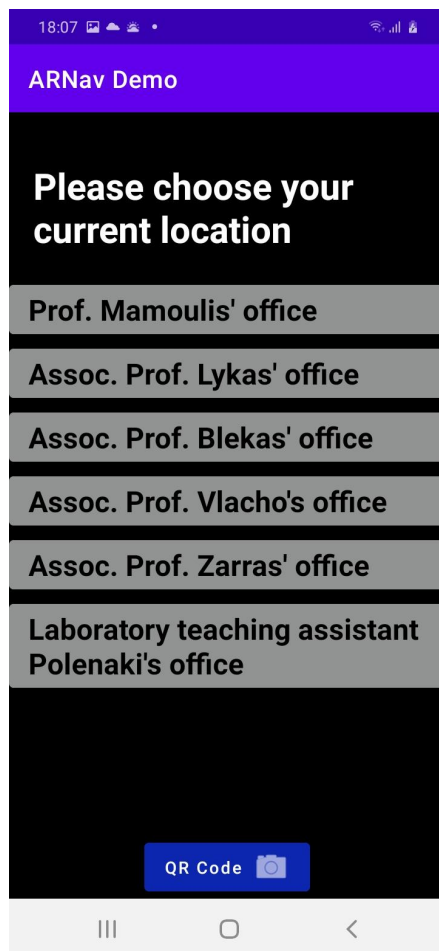 18:07
ARNav Demo
Please choose your
current location
Prof. Mamoulis' office
Assoc. Prof. Lykas' office
Assoc. Prof. Blekas' office
Assoc. Prof. Vlacho's office
Assoc. Prof. Zarras' office
Laboratory teaching assistant
Polenaki's office
QR Code